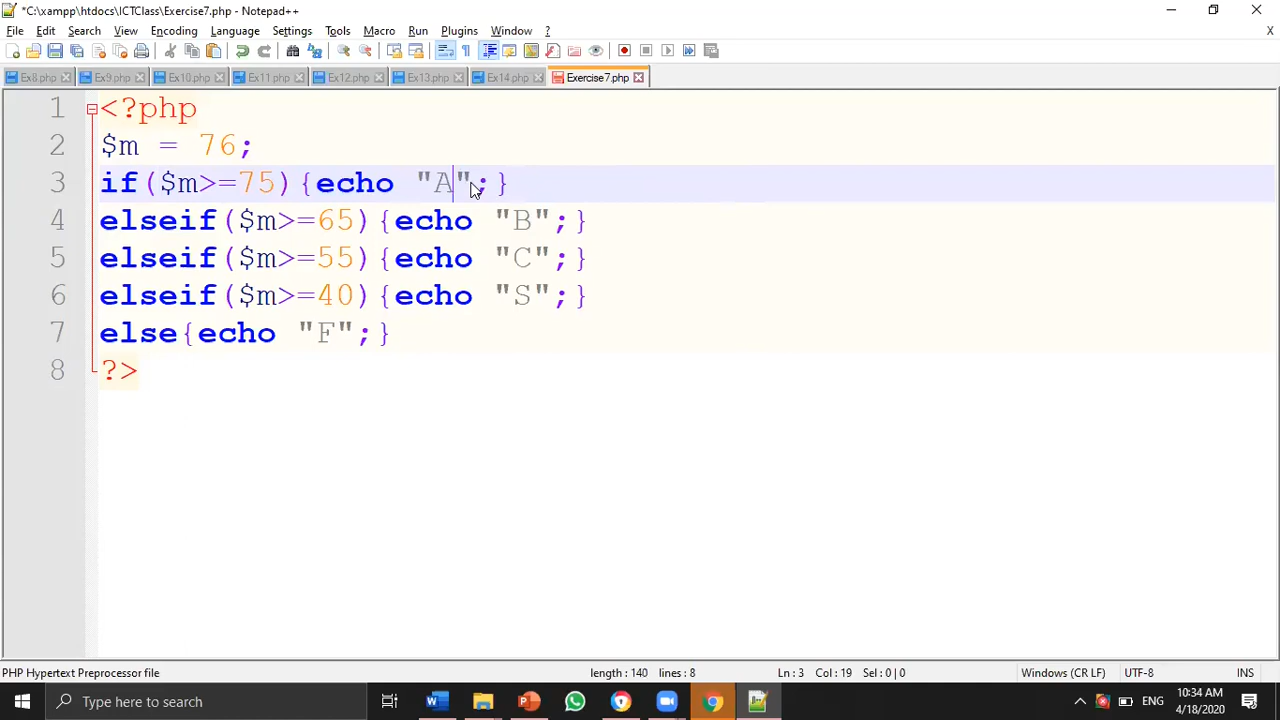 *C:\xampp\htdocs\ICTClass\Exercise7.php - Notepad++
File Edit Search View Encoding Language Settings Tools Macro Run Plugins Window ?
X
Ex8.php Ex9.php Ex10.php Ex11.php Ex12.php Ex13.php Ex14.php Exercise7.php
1 <?php
2 $m = 76;
3 if($m>=75){echo "A";}
4 elseif($m>=65){echo "B";}
5 elseif($m>=55){echo "C";}
6 elseif($m>=40){echo "S";}
7 else{echo "F";}
8 ?>
PHP Hypertext Preprocessor file length : 140 lines : 8 Ln : 3 Col : 19 Sel : 0 | 0 Windows (CR LF) UTF-8 INS
Type here to search
ENG
10:34 AM
4/18/2020